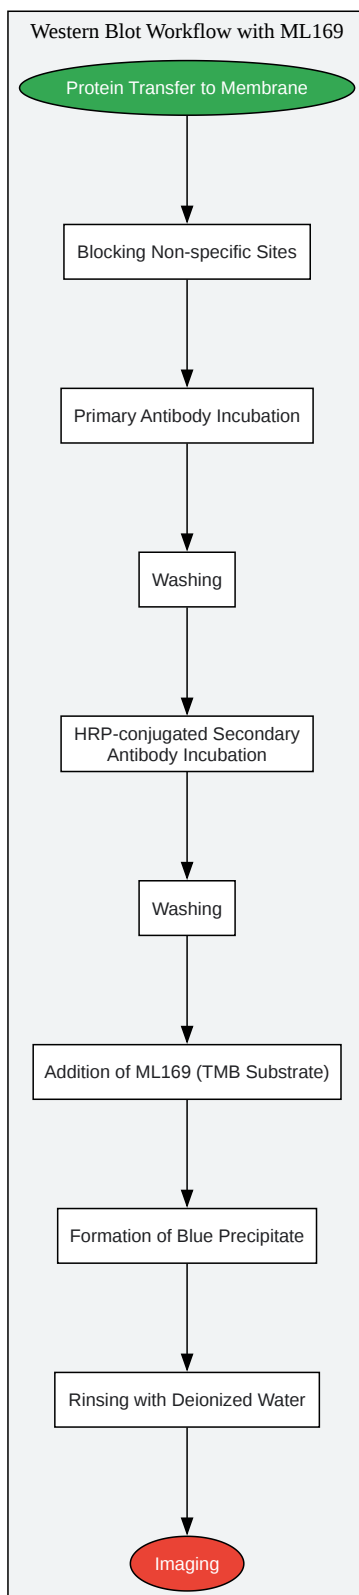 Western Blot Workflow with ML169
Protein Transfer to Membrane
Blocking Non-specific Sites
Primary Antibody Incubation
Washing
HRP-conjugated Secondary
Antibody Incubation
Washing
Addition of ML169 (TMB Substrate)
Formation of Blue Precipitate
Rinsing with Deionized Water
Imaging